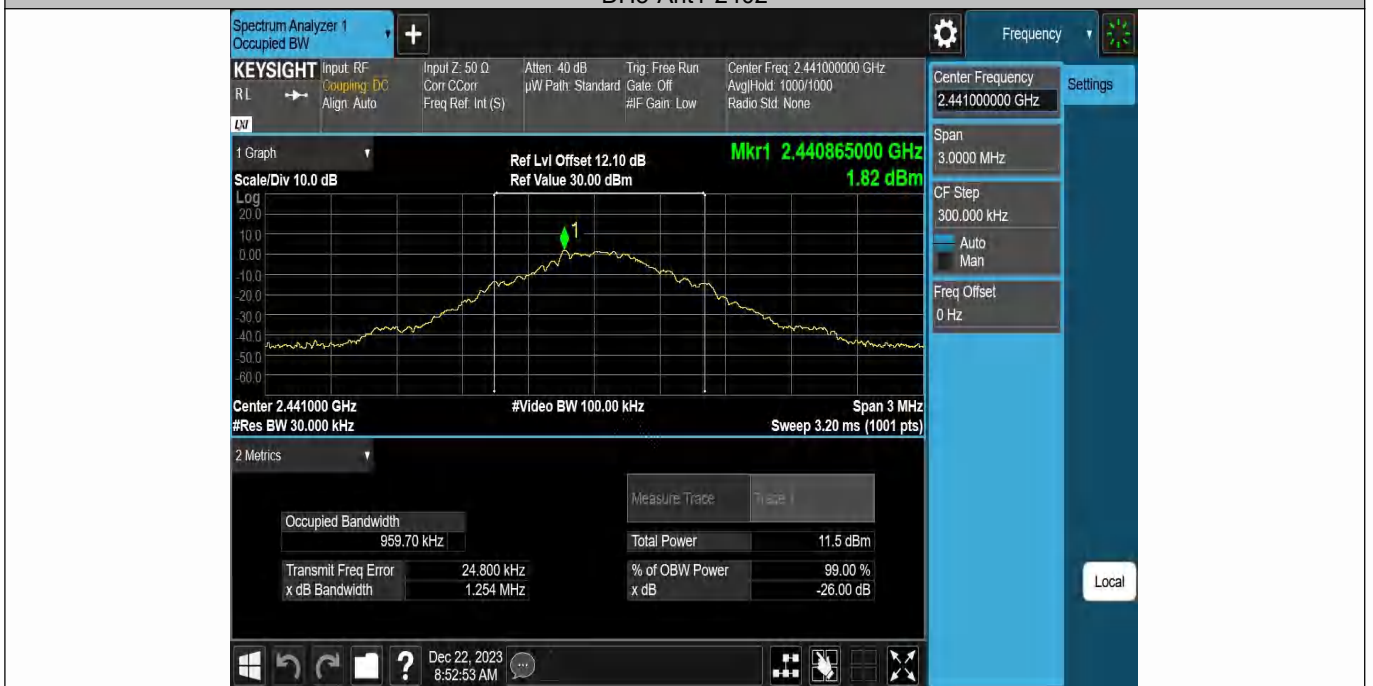 Spectrum Analyzer 1
Occupied BW
Frequency
KEYSIGHT
RL
LXI
Input: RF
Coupling: DC
Align: Auto
Input Z: 50 Ω
Corr CCorr
Freq Ref: Int (S)
Atten: 40 dB
µW Path: Standard
Trig: Free Run
Gate: Off
#IF Gain: Low
Center Freq: 2.441000000 GHz
Avg|Hold: 1000/1000
Radio Std: None
Center Frequency
2.441000000 GHz
Settings
Span
3.0000 MHz
CF Step
300.000 kHz
Auto
Man
Freq Offset
0 Hz
Local
1 Graph
Scale/Div 10.0 dB
Ref Lvl Offset 12.10 dB
Ref Value 30.00 dBm
Mkr1 2.440865000 GHz
1.82 dBm
Log
20.0
10.0
0.00
-10.0
-20.0
-30.0
-40.0
-50.0
-60.0
1
Center 2.441000 GHz
#Video BW 100.00 kHz
Span 3 MHz
#Res BW 30.000 kHz
Sweep 3.20 ms (1001 pts)
2 Metrics
Measure Trace
Trace 1
Occupied Bandwidth
959.70 kHz
Total Power
11.5 dBm
Transmit Freq Error
24.800 kHz
% of OBW Power
99.00 %
x dB Bandwidth
1.254 MHz
x dB
-26.00 dB
Dec 22, 2023
8:52:53 AM